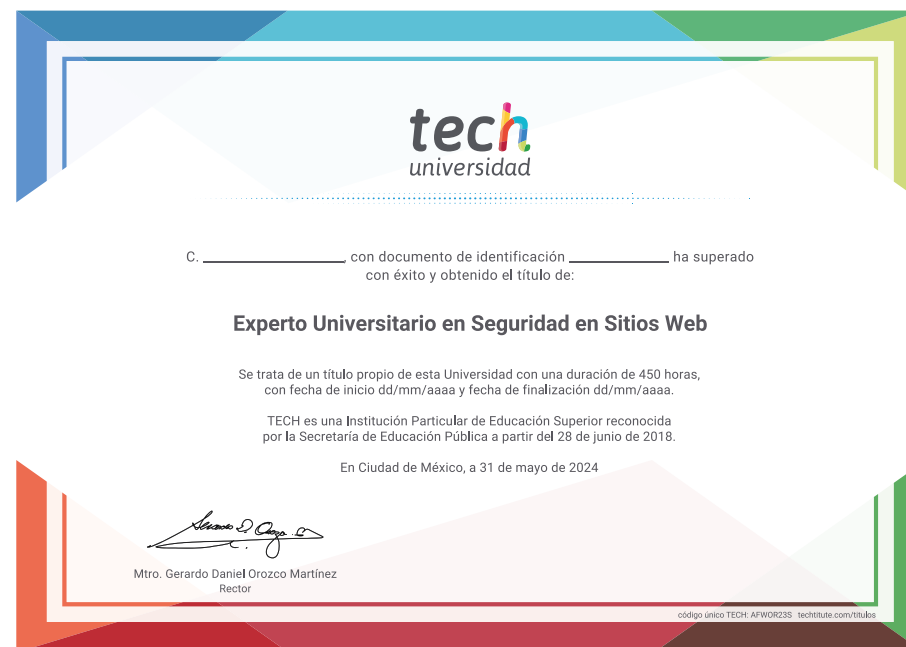 tech
universidad
C. ____________, con documento de identificación ____________ ha superado
con éxito y obtenido el título de:
Experto Universitario en Seguridad en Sitios Web
Se trata de un título propio de esta Universidad con una duración de 450 horas,
con fecha de inicio dd/mm/aaaa y fecha de finalización dd/mm/aaaa.
TECH es una Institución Particular de Educación Superior reconocida
por la Secretaría de Educación Pública a partir del 28 de junio de 2018.
En Ciudad de México, a 31 de mayo de 2024
Mtro. Gerardo Daniel Orozco Martínez
Rector
código único TECH: AFWOR23S techtitute.com/titulos